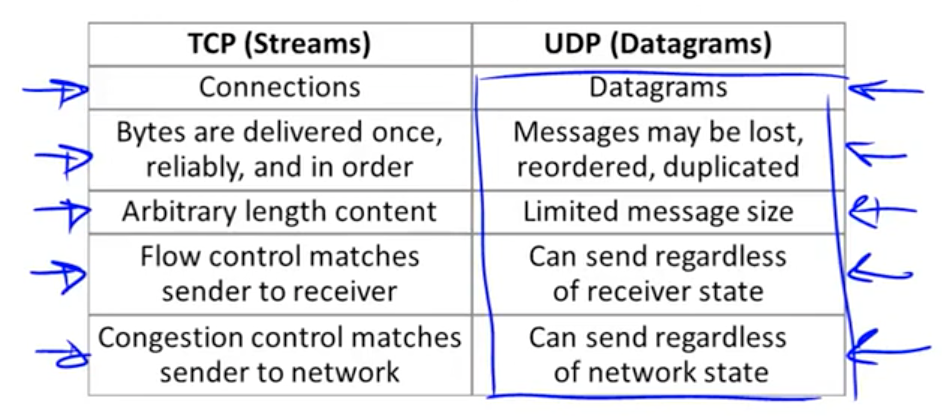 TCP (Streams) UDP (Datagrams)
Connections Datagrams
Bytes are delivered once, Messages may be lost,
reliably, and in order reordered, duplicated
Arbitrary length content Limited message size
Flow control matches Can send regardless
sender to receiver of receiver state
Congestion control matches Can send regardless
sender to network of network state